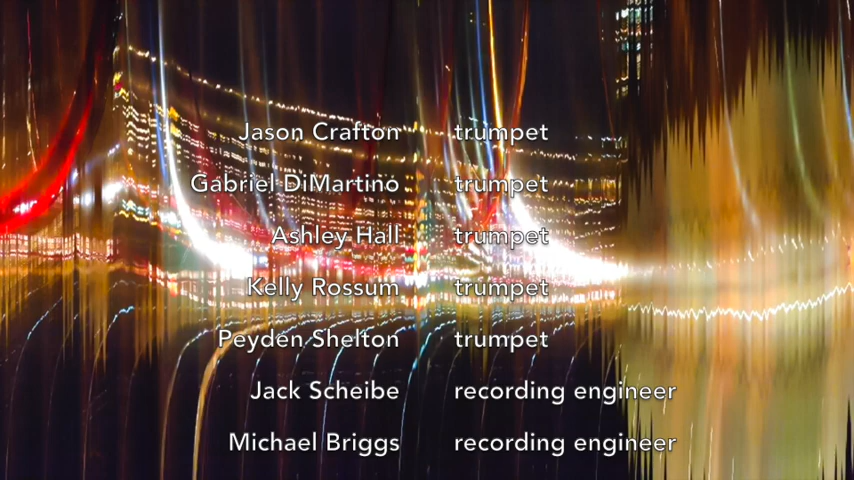 Jason Crafton trumpet
Gabriel DiMartino trumpet
Ashley Hall trumpet
Kelly Rossum trumpet
Peyden Shelton trumpet
Jack Scheibe recording engineer
Michael Briggs recording engineer